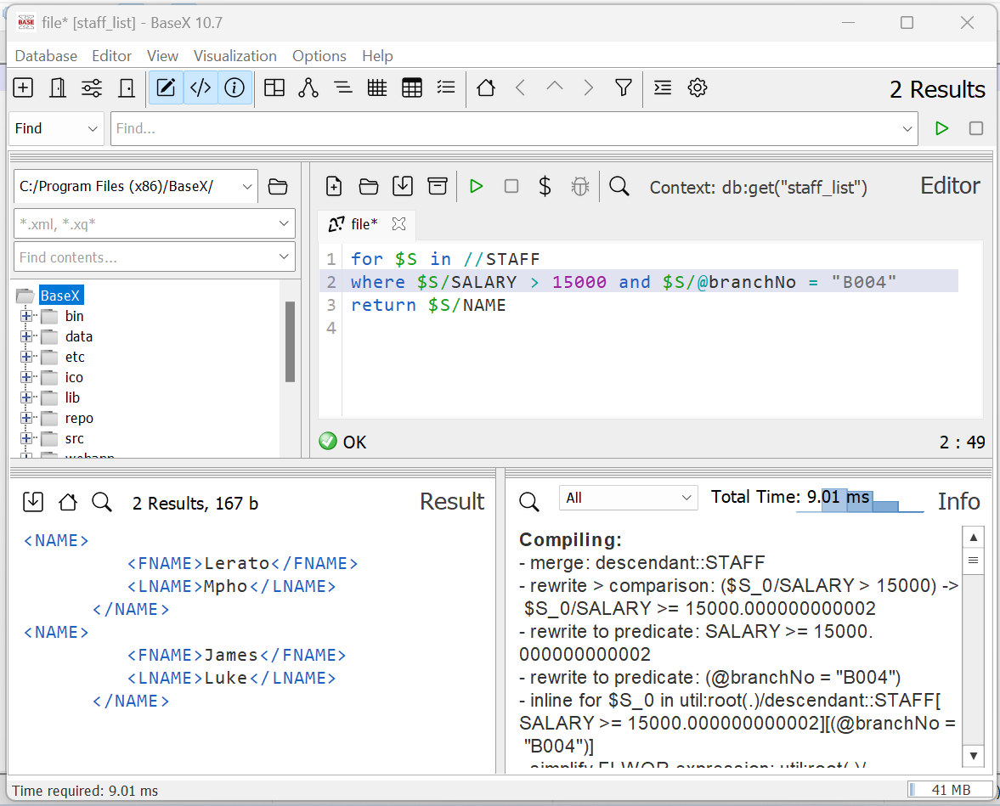 BASE
file* [staff_list] - BaseX 10.7
Database Editor View Visualization Options Help
2 Results
Find
Find...
C:/Program Files (x86)/BaseX/
*.xml, *.xq*
Find contents...
BaseX
bin
data
etc
ico
lib
repo
src
webapp
Context: db:get("staff_list")
Editor
file*
1 for $S in //STAFF
2 where $S/SALARY > 15000 and $S/@branchNo = "B004"
3 return $S/NAME
4
OK
2 : 49
2 Results, 167 b
Result
<NAME>
<FNAME>Lerato</FNAME>
<LNAME>Mpho</LNAME>
</NAME>
<NAME>
<FNAME>James</FNAME>
<LNAME>Luke</LNAME>
</NAME>
All
Total Time: 9.01 ms
Info
Compiling:
- merge: descendant::STAFF
- rewrite > comparison: ($S_0/SALARY > 15000) ->
$S_0/SALARY >= 15000.000000000002
- rewrite to predicate: SALARY >= 15000.
000000000002
- rewrite to predicate: (@branchNo = "B004")
- inline for $S_0 in util:root(.)/descendant::STAFF[
SALARY >= 15000.000000000002][(@branchNo =
"B004")]
- simplify FLWOR expression: util:root(.)/
Time required: 9.01 ms
41 MB